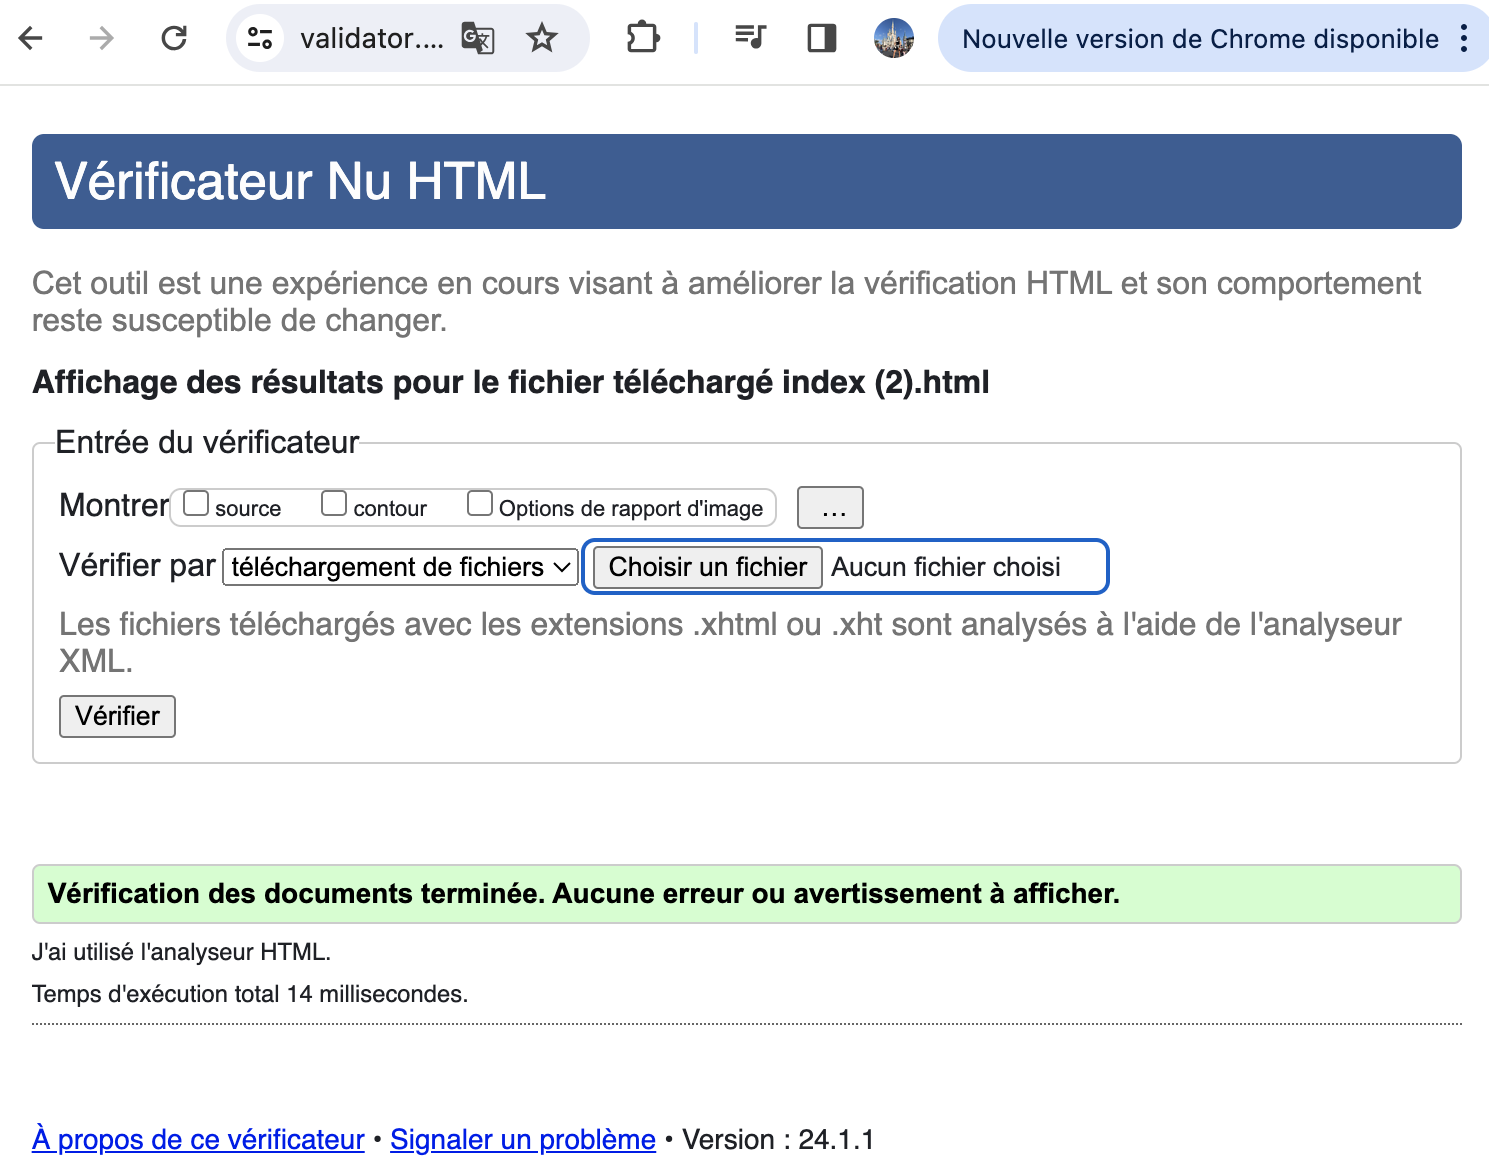 validator....
Nouvelle version de Chrome disponible
Vérificateur Nu HTML
Cet outil est une expérience en cours visant à améliorer la vérification HTML et son comportement
reste susceptible de changer.
Affichage des résultats pour le fichier téléchargé index (2).html
Entrée du vérificateur
Montrer source contour Options de rapport d'image ...
Vérifier par téléchargement de fichiers Choisir un fichier Aucun fichier choisi
Les fichiers téléchargés avec les extensions .xhtml ou .xht sont analysés à l'aide de l'analyseur
XML.
Vérifier
Vérification des documents terminée. Aucune erreur ou avertissement à afficher.
J'ai utilisé l'analyseur HTML.
Temps d'exécution total 14 millisecondes.
À propos de ce vérificateur • Signaler un problème • Version : 24.1.1